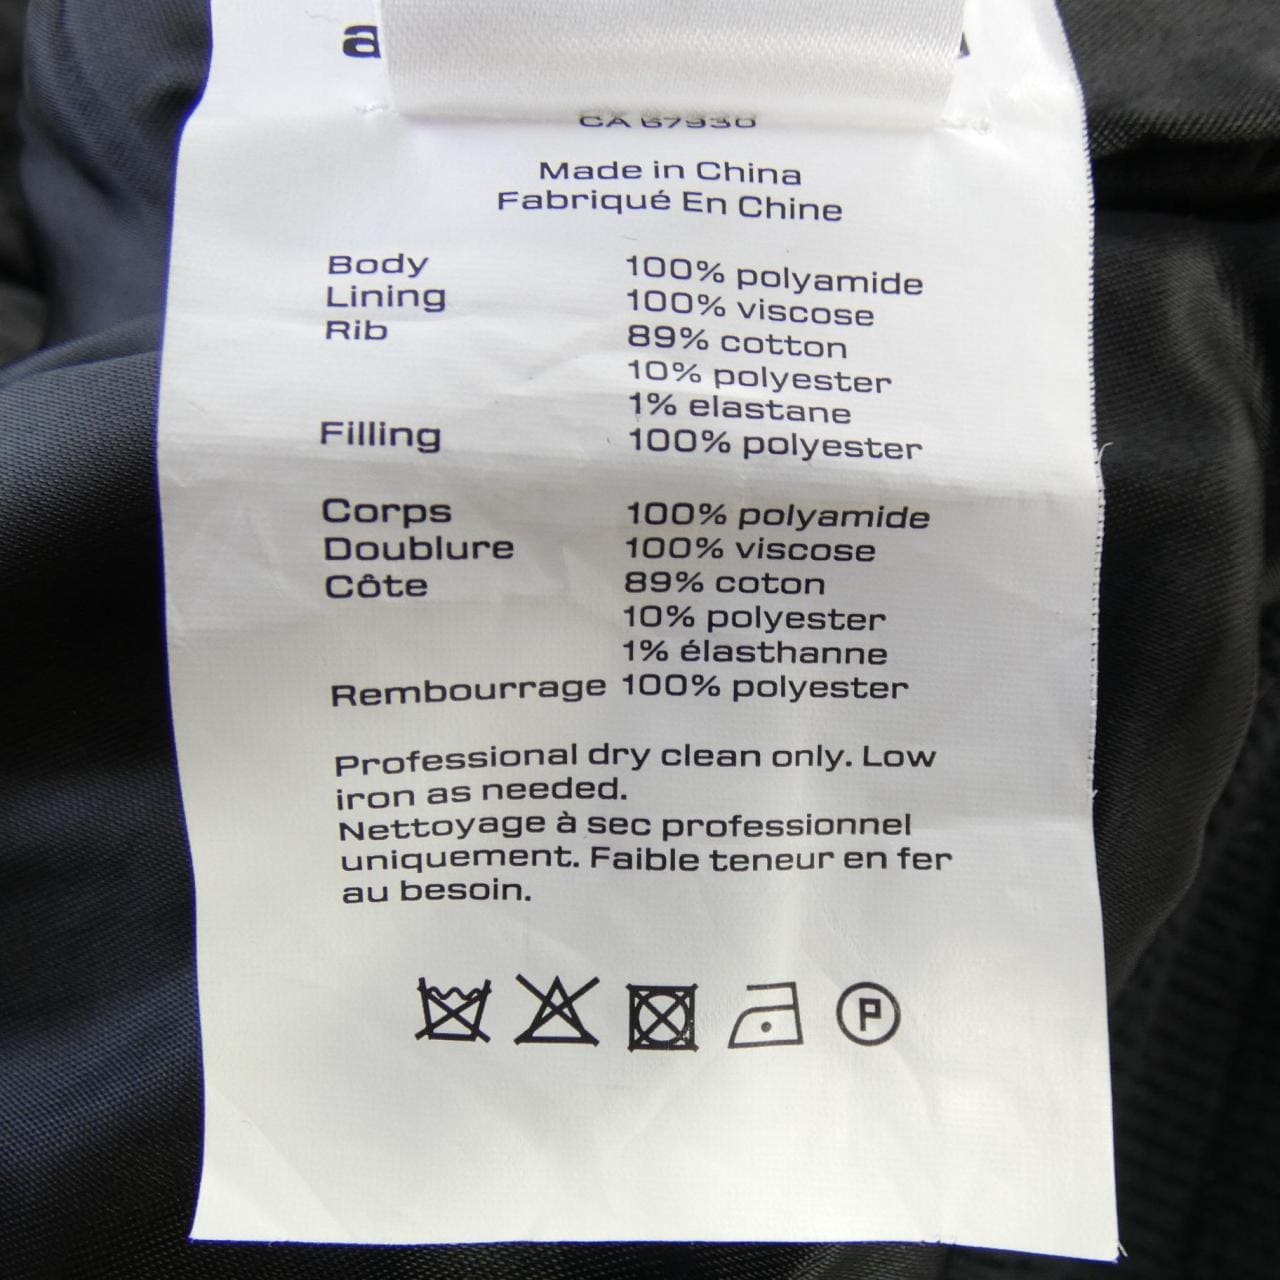 CA 67930
Made in China
Fabriqué En Chine
Body 100% polyamide
Lining 100% viscose
Rib 89% cotton
10% polyester
1% elastane
Filling 100% polyester
Corps 100% polyamide
Doublure 100% viscose
Côte 89% coton
10% polyester
1% élasthanne
Rembourrage 100% polyester
Professional dry clean only. Low
iron as needed.
Nettoyage à sec professionnel
uniquement. Faible teneur en fer
au besoin.
P